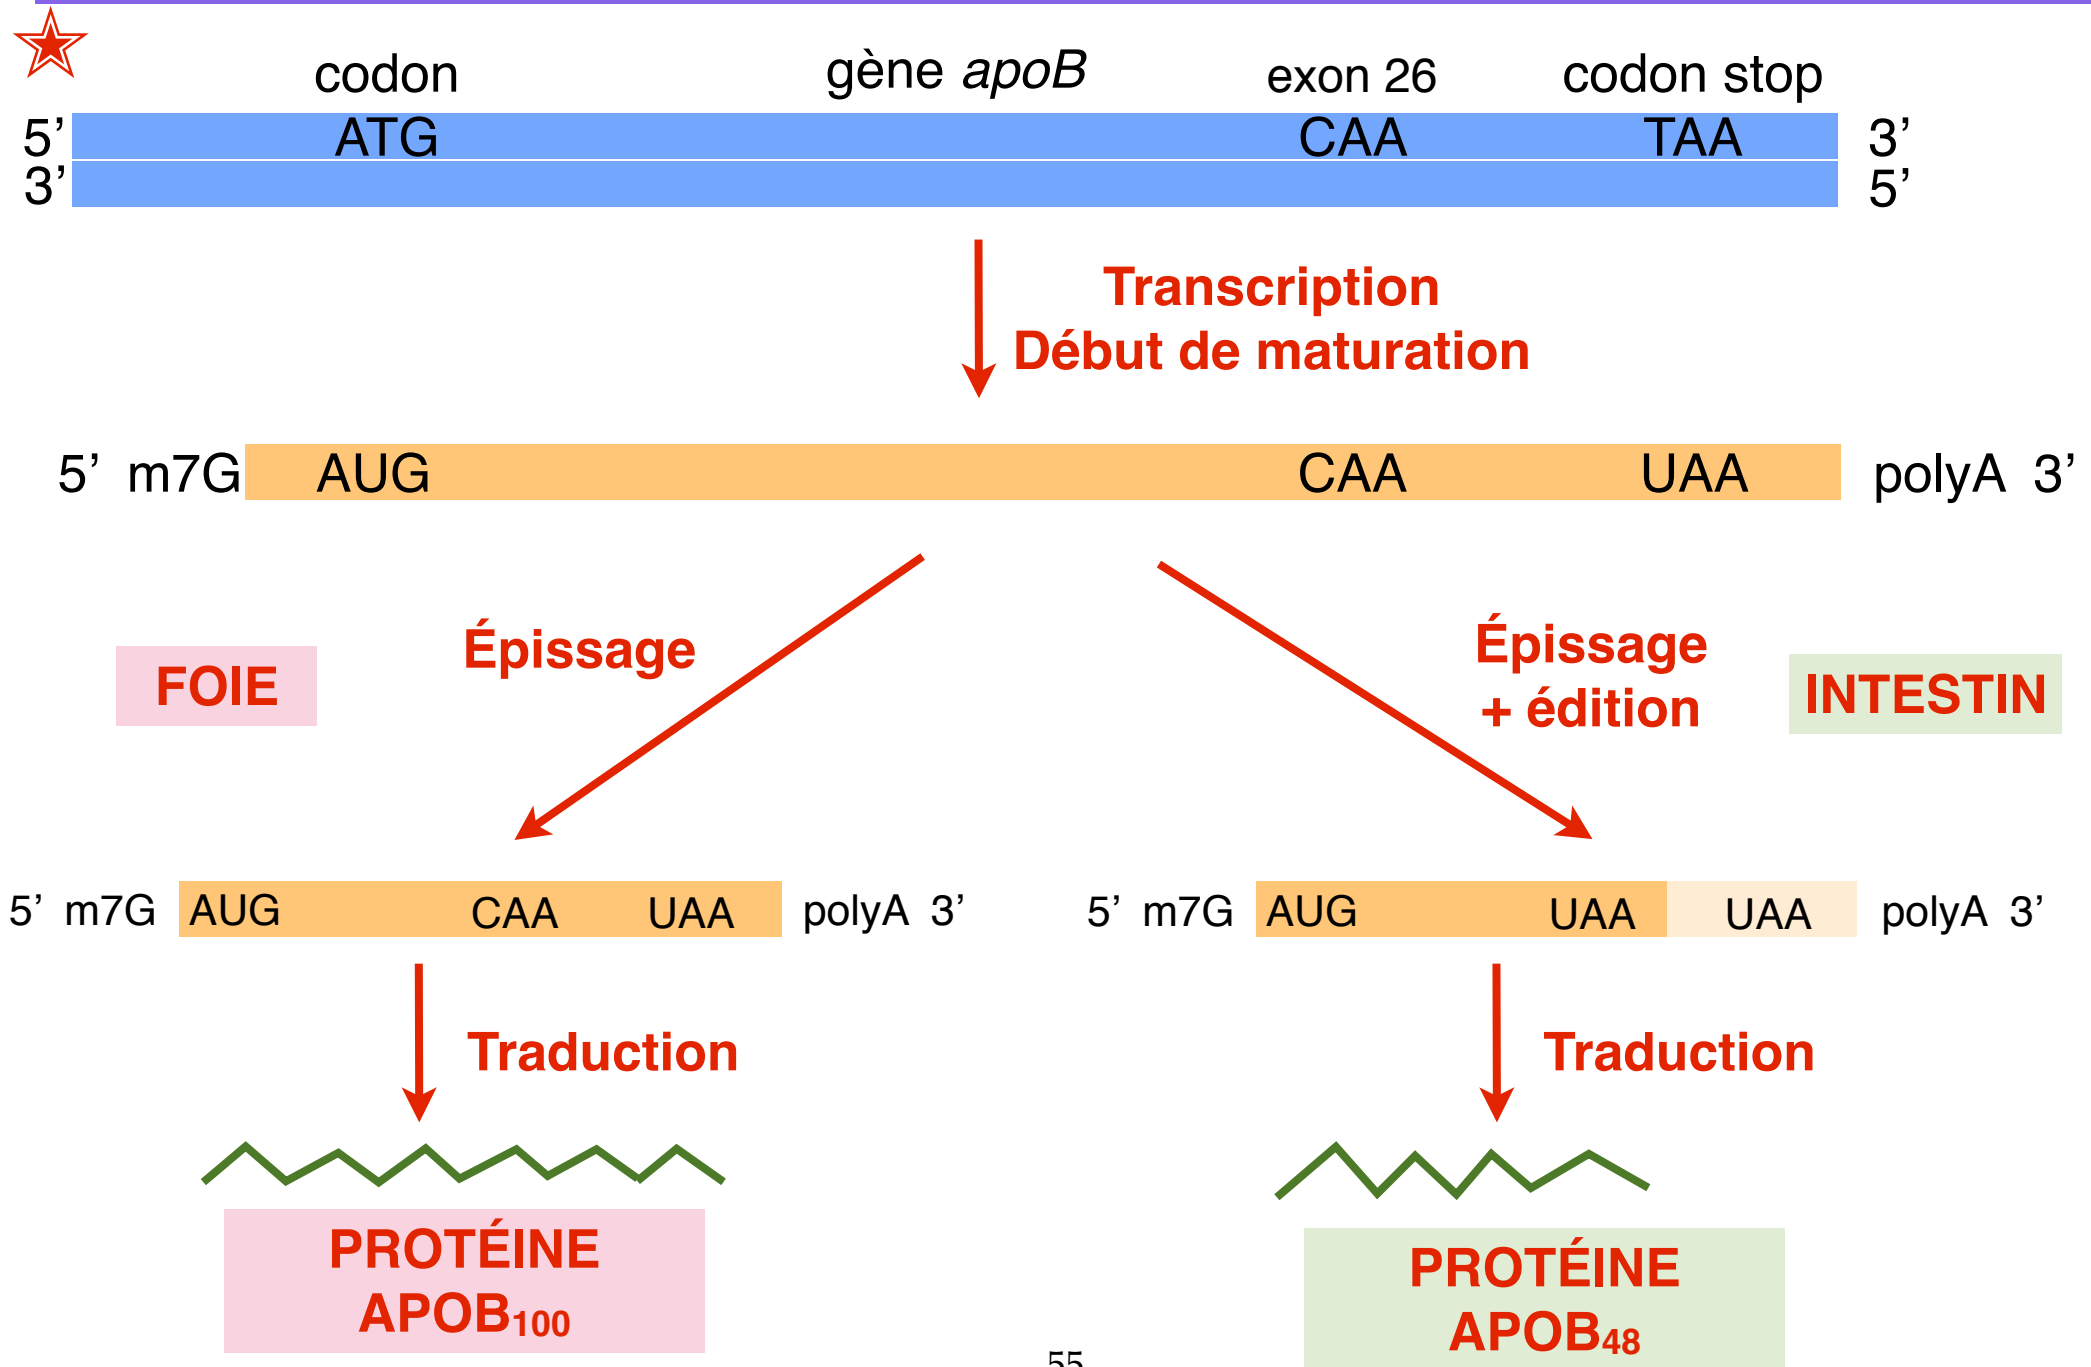 codon gène apoB exon 26 codon stop
5’ ATG CAA TAA 3’
3’ 5’
Transcription
Début de maturation
5’ m7G AUG CAA UAA polyA 3’
FOIE
Épissage
Épissage
+ édition
INTESTIN
5’ m7G AUG CAA UAA polyA 3’
5’ m7G AUG UAA UAA polyA 3’
Traduction
Traduction
PROTÉINE
APOB100
PROTÉINE
APOB48
55